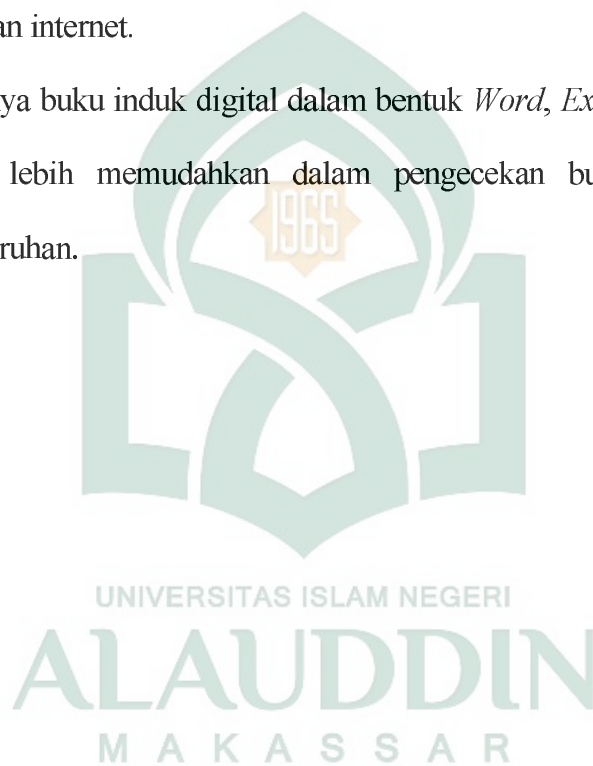 an internet.
ya buku induk digital dalam bentuk Word, Ex
lebih memudahkan dalam pengecekan bu
ruhan.
1965
UNIVERSITAS ISLAM NEGERI
ALAUDDIN
MAKASSAR